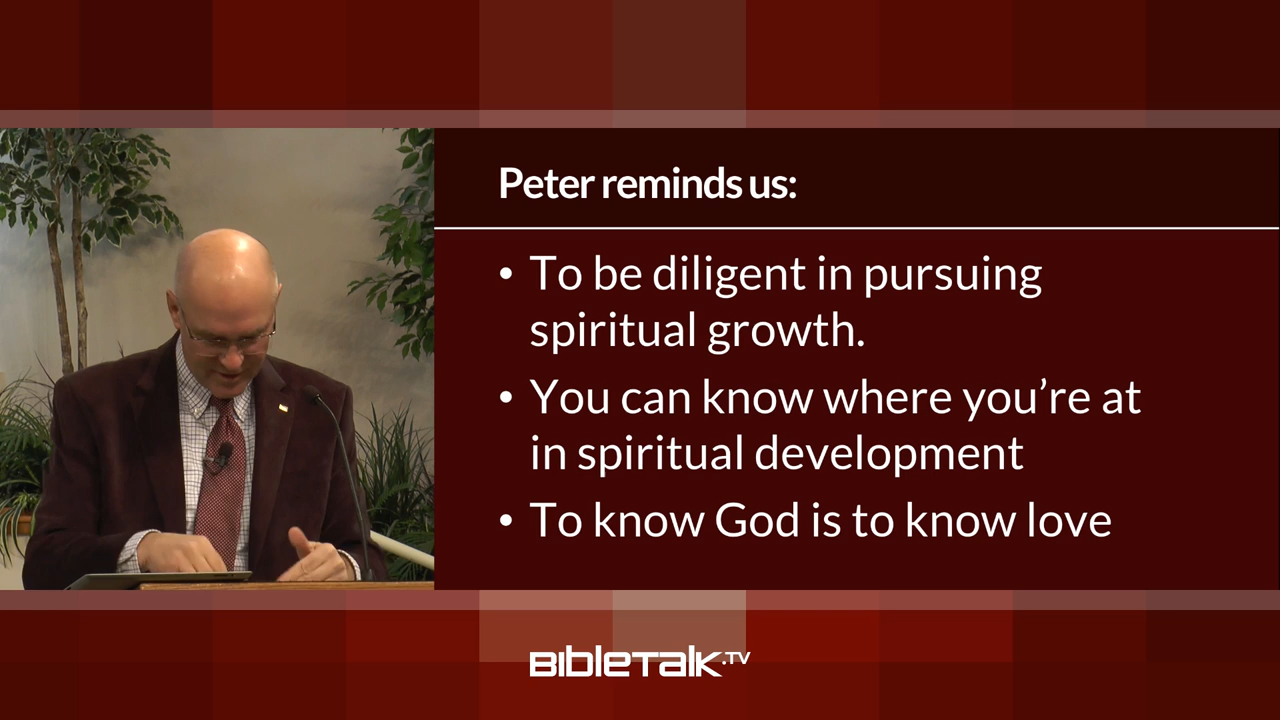 Peter reminds us:
• To be diligent in pursuing
spiritual growth.
• You can know where you’re at
in spiritual development
• To know God is to know love
BIBLETALK.TV